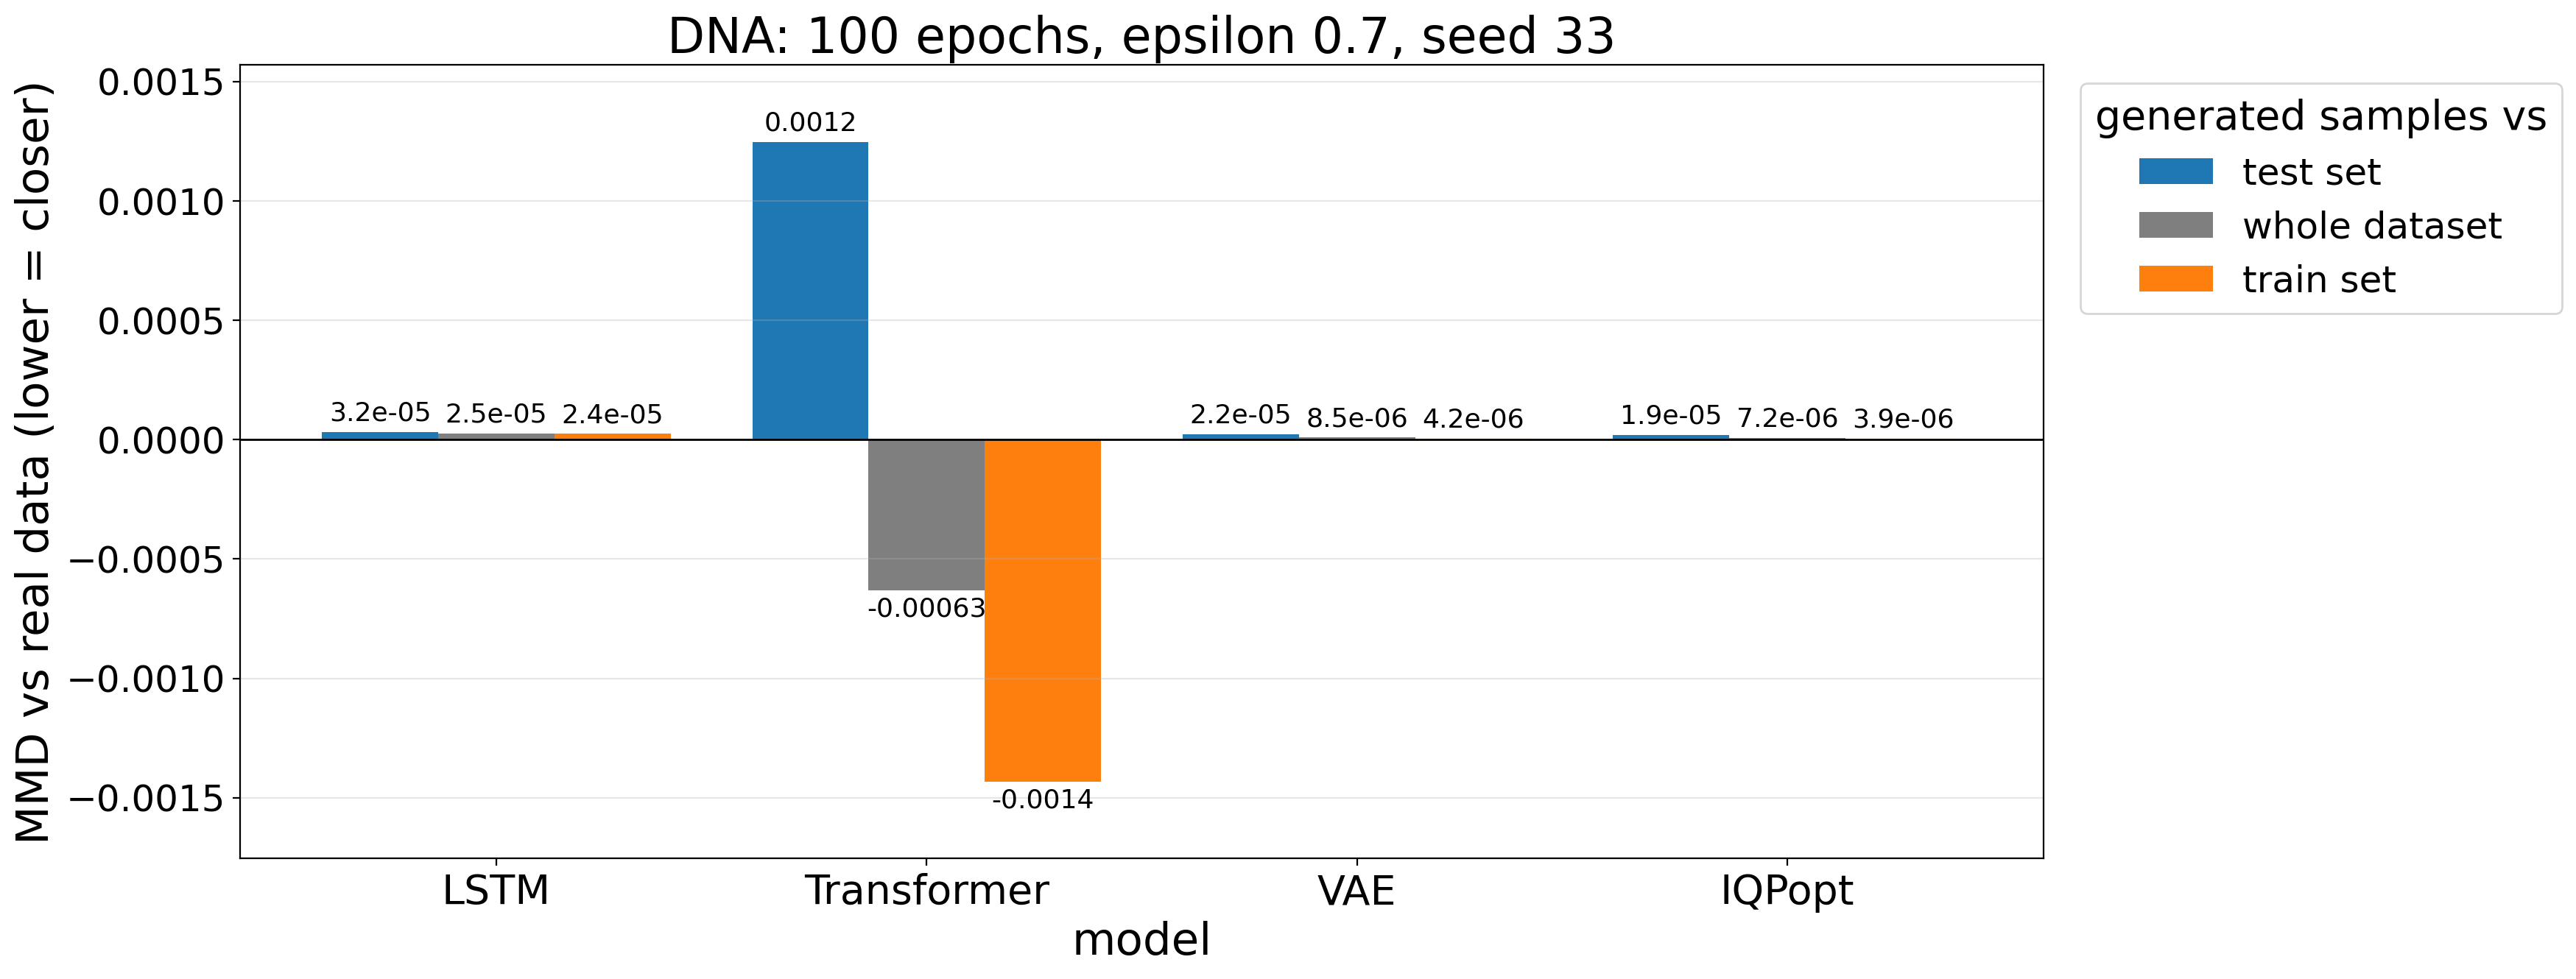 DNA: 100 epochs, epsilon 0.7, seed 33
MMD vs real data (lower = closer)
0.0015
0.0010
0.0005
0.0000
−0.0005
−0.0010
−0.0015
3.2e-05
2.5e-05
2.4e-05
0.0012
-0.00063
-0.0014
2.2e-05
8.5e-06
4.2e-06
1.9e-05
7.2e-06
3.9e-06
LSTM
Transformer
VAE
IQPopt
model
generated samples vs
test set
whole dataset
train set